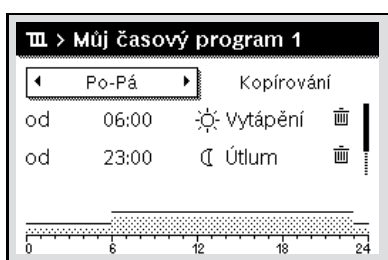 > Můj časový program 1
Po-Pá Kopírování
od 06:00 Vytápění
od 23:00 Útlum
0 6 12 18 24